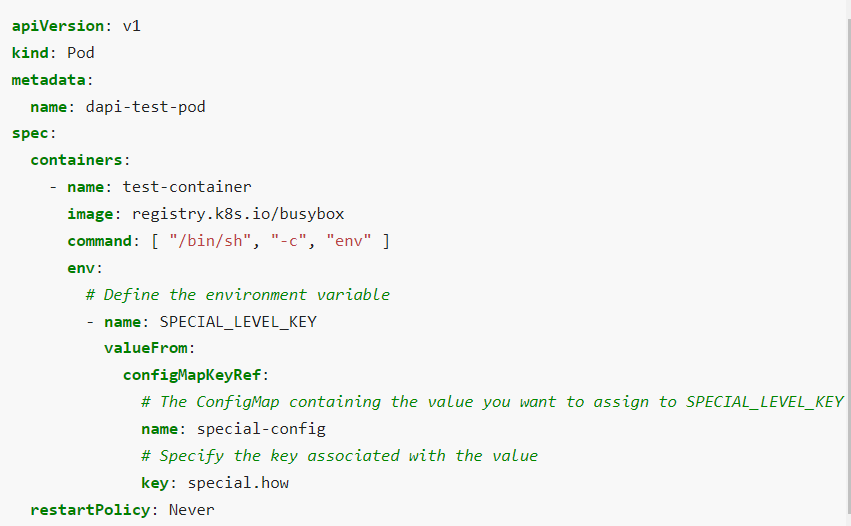 apiVersion: v1
kind: Pod
metadata:
  name: dapi-test-pod
spec:
  containers:
    - name: test-container
      image: registry.k8s.io/busybox
      command: [ "/bin/sh", "-c", "env" ]
      env:
        # Define the environment variable
        - name: SPECIAL_LEVEL_KEY
          valueFrom:
            configMapKeyRef:
              # The ConfigMap containing the value you want to assign to SPECIAL_LEVEL_KEY
              name: special-config
              # Specify the key associated with the value
              key: special.how
  restartPolicy: Never